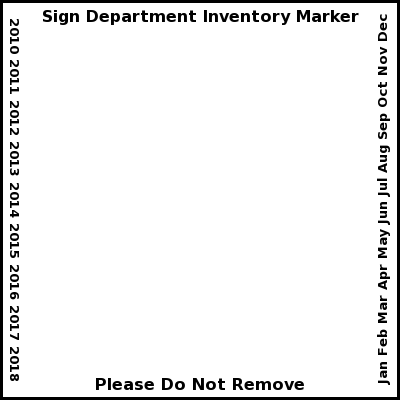 Sign Department Inventory Marker
2010 2011 2012 2013 2014 2015 2016 2017 2018
Jan Feb Mar Apr May Jun Jul Aug Sep Oct Nov Dec
Please Do Not Remove